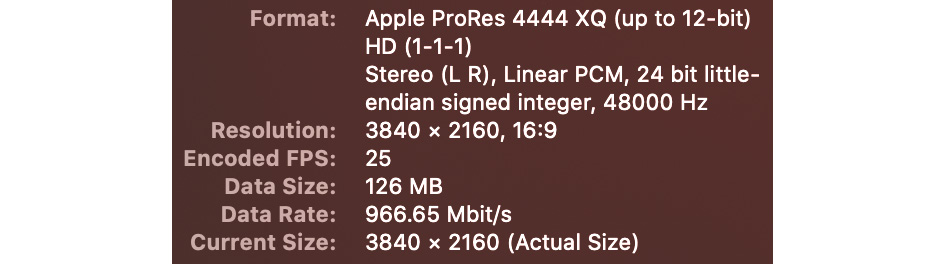 Format: Apple ProRes 4444 XQ (up to 12-bit)
HD (1-1-1)
Stereo (L R), Linear PCM, 24 bit little-
endian signed integer, 48000 Hz
Resolution: 3840 × 2160, 16:9
Encoded FPS: 25
Data Size: 126 MB
Data Rate: 966.65 Mbit/s
Current Size: 3840 × 2160 (Actual Size)